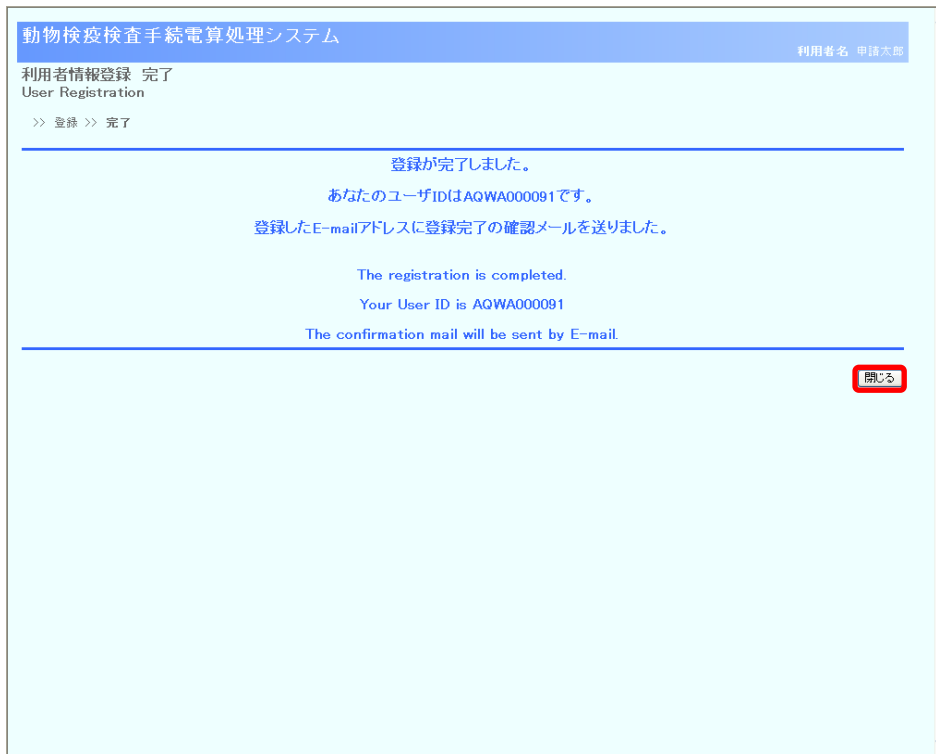 動物検疫検査手続電算処理システム
利用者名 申請太郎
利用者情報登録 完了
User Registration
>> 登録 >> 完了
登録が完了しました。
あなたのユーザIDはAQWA000091です。
登録したE-mailアドレスに登録完了の確認メールを送りました。
The registration is completed.
Your User ID is AQWA000091
The confirmation mail will be sent by E-mail.
閉じる